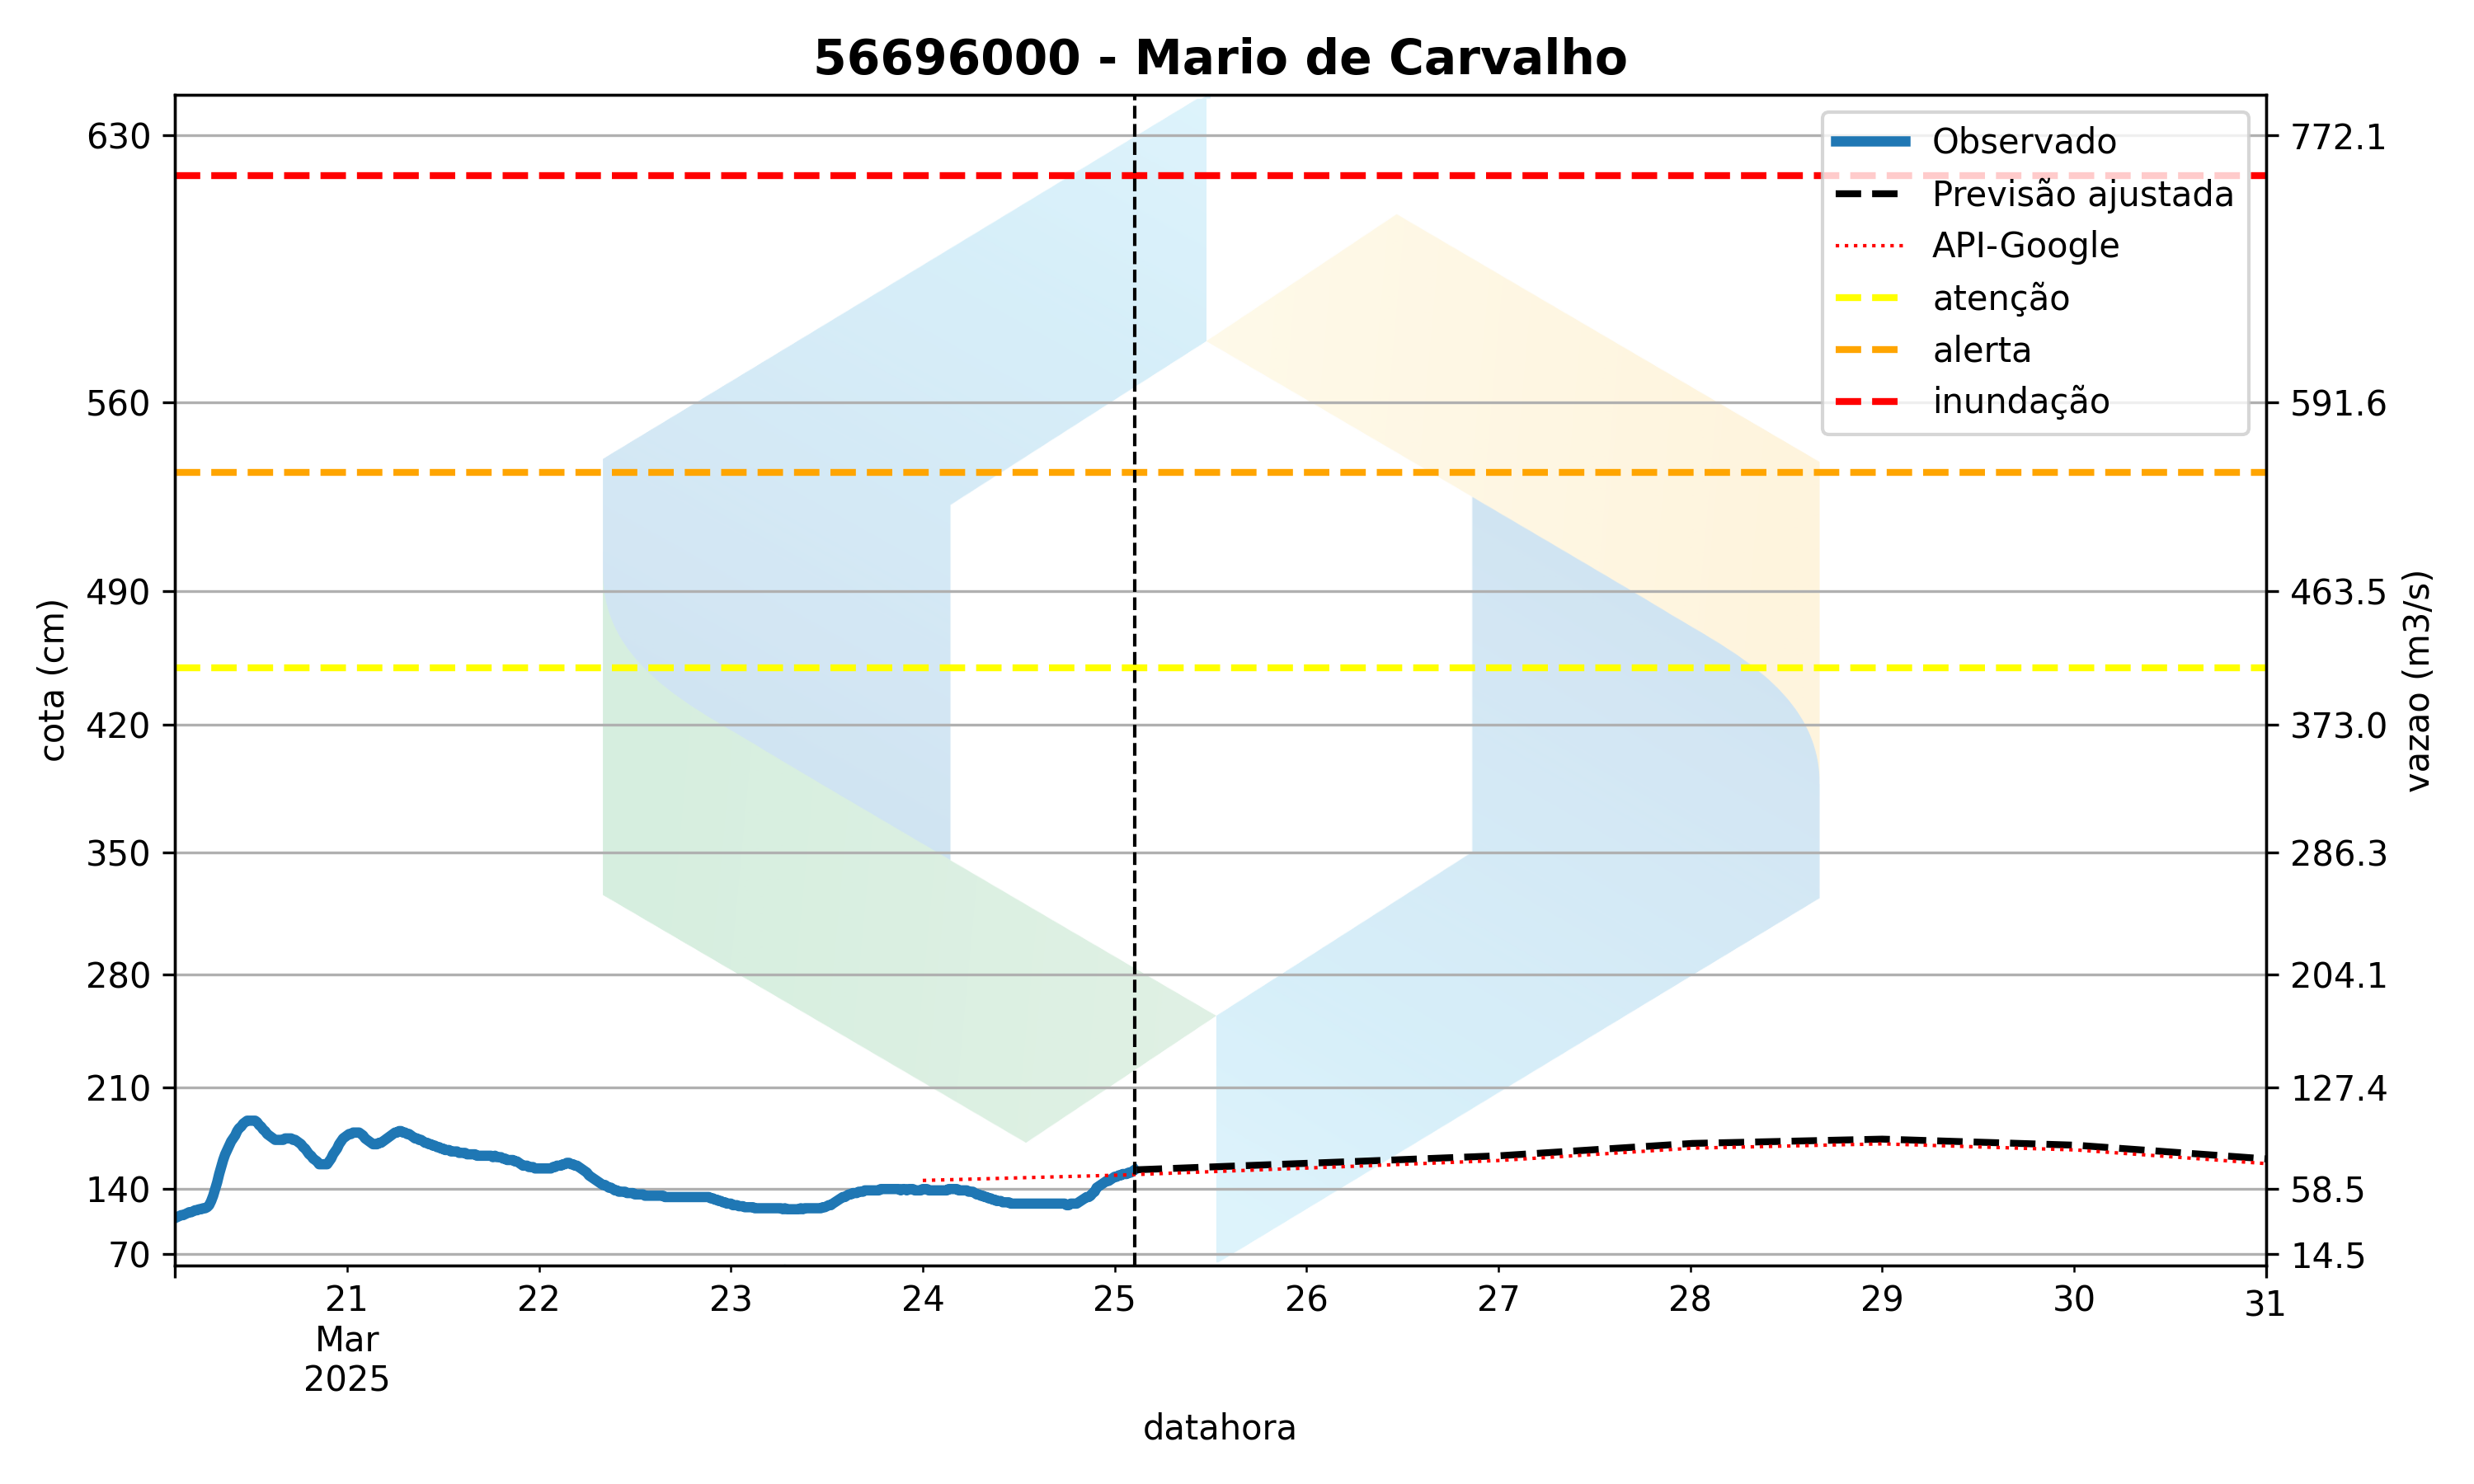 56696000 - Mario de Carvalho
630
560
490
420
350
280
210
140
70
cota (cm)
772.1
591.6
463.5
373.0
286.3
204.1
127.4
58.5
14.5
vazao (m3/s)
Observado
Previsão ajustada
API-Google
atenção
alerta
inundação
21
22
23
24
25
26
27
28
29
30
31
Mar
2025
datahora